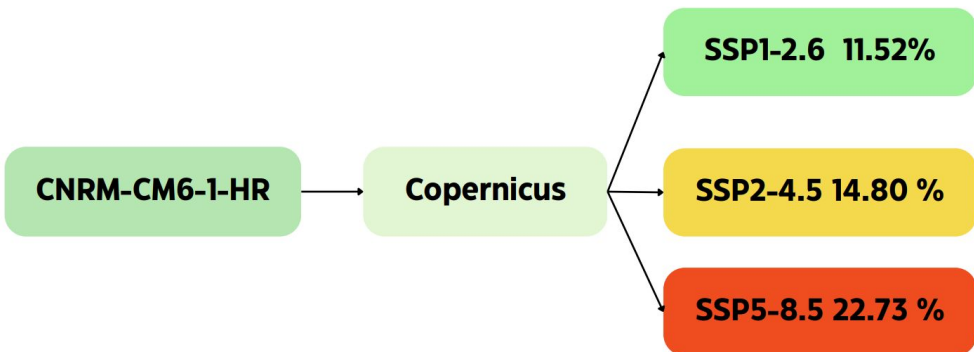 SSP1-2.6  11.52%
CNRM-CM6-1-HR
Copernicus
SSP2-4.5 14.80 %
SSP5-8.5 22.73 %